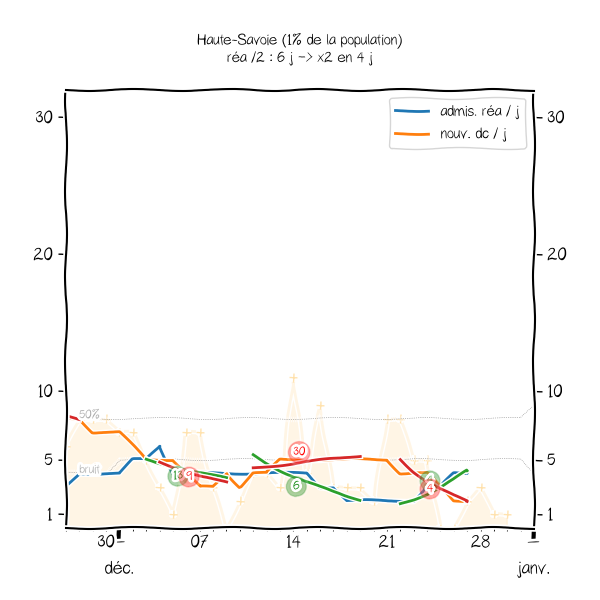 Haute-Savoie (1% de la population)
réa /2 : 6 j -> x2 en 4 j
admis. réa / j
nouv. dc / j
30 30
20 20
10 10
50%
5 5
bruit
1 1
13 9 30 6 4 4
30 07 14 21 28
déc. janv.